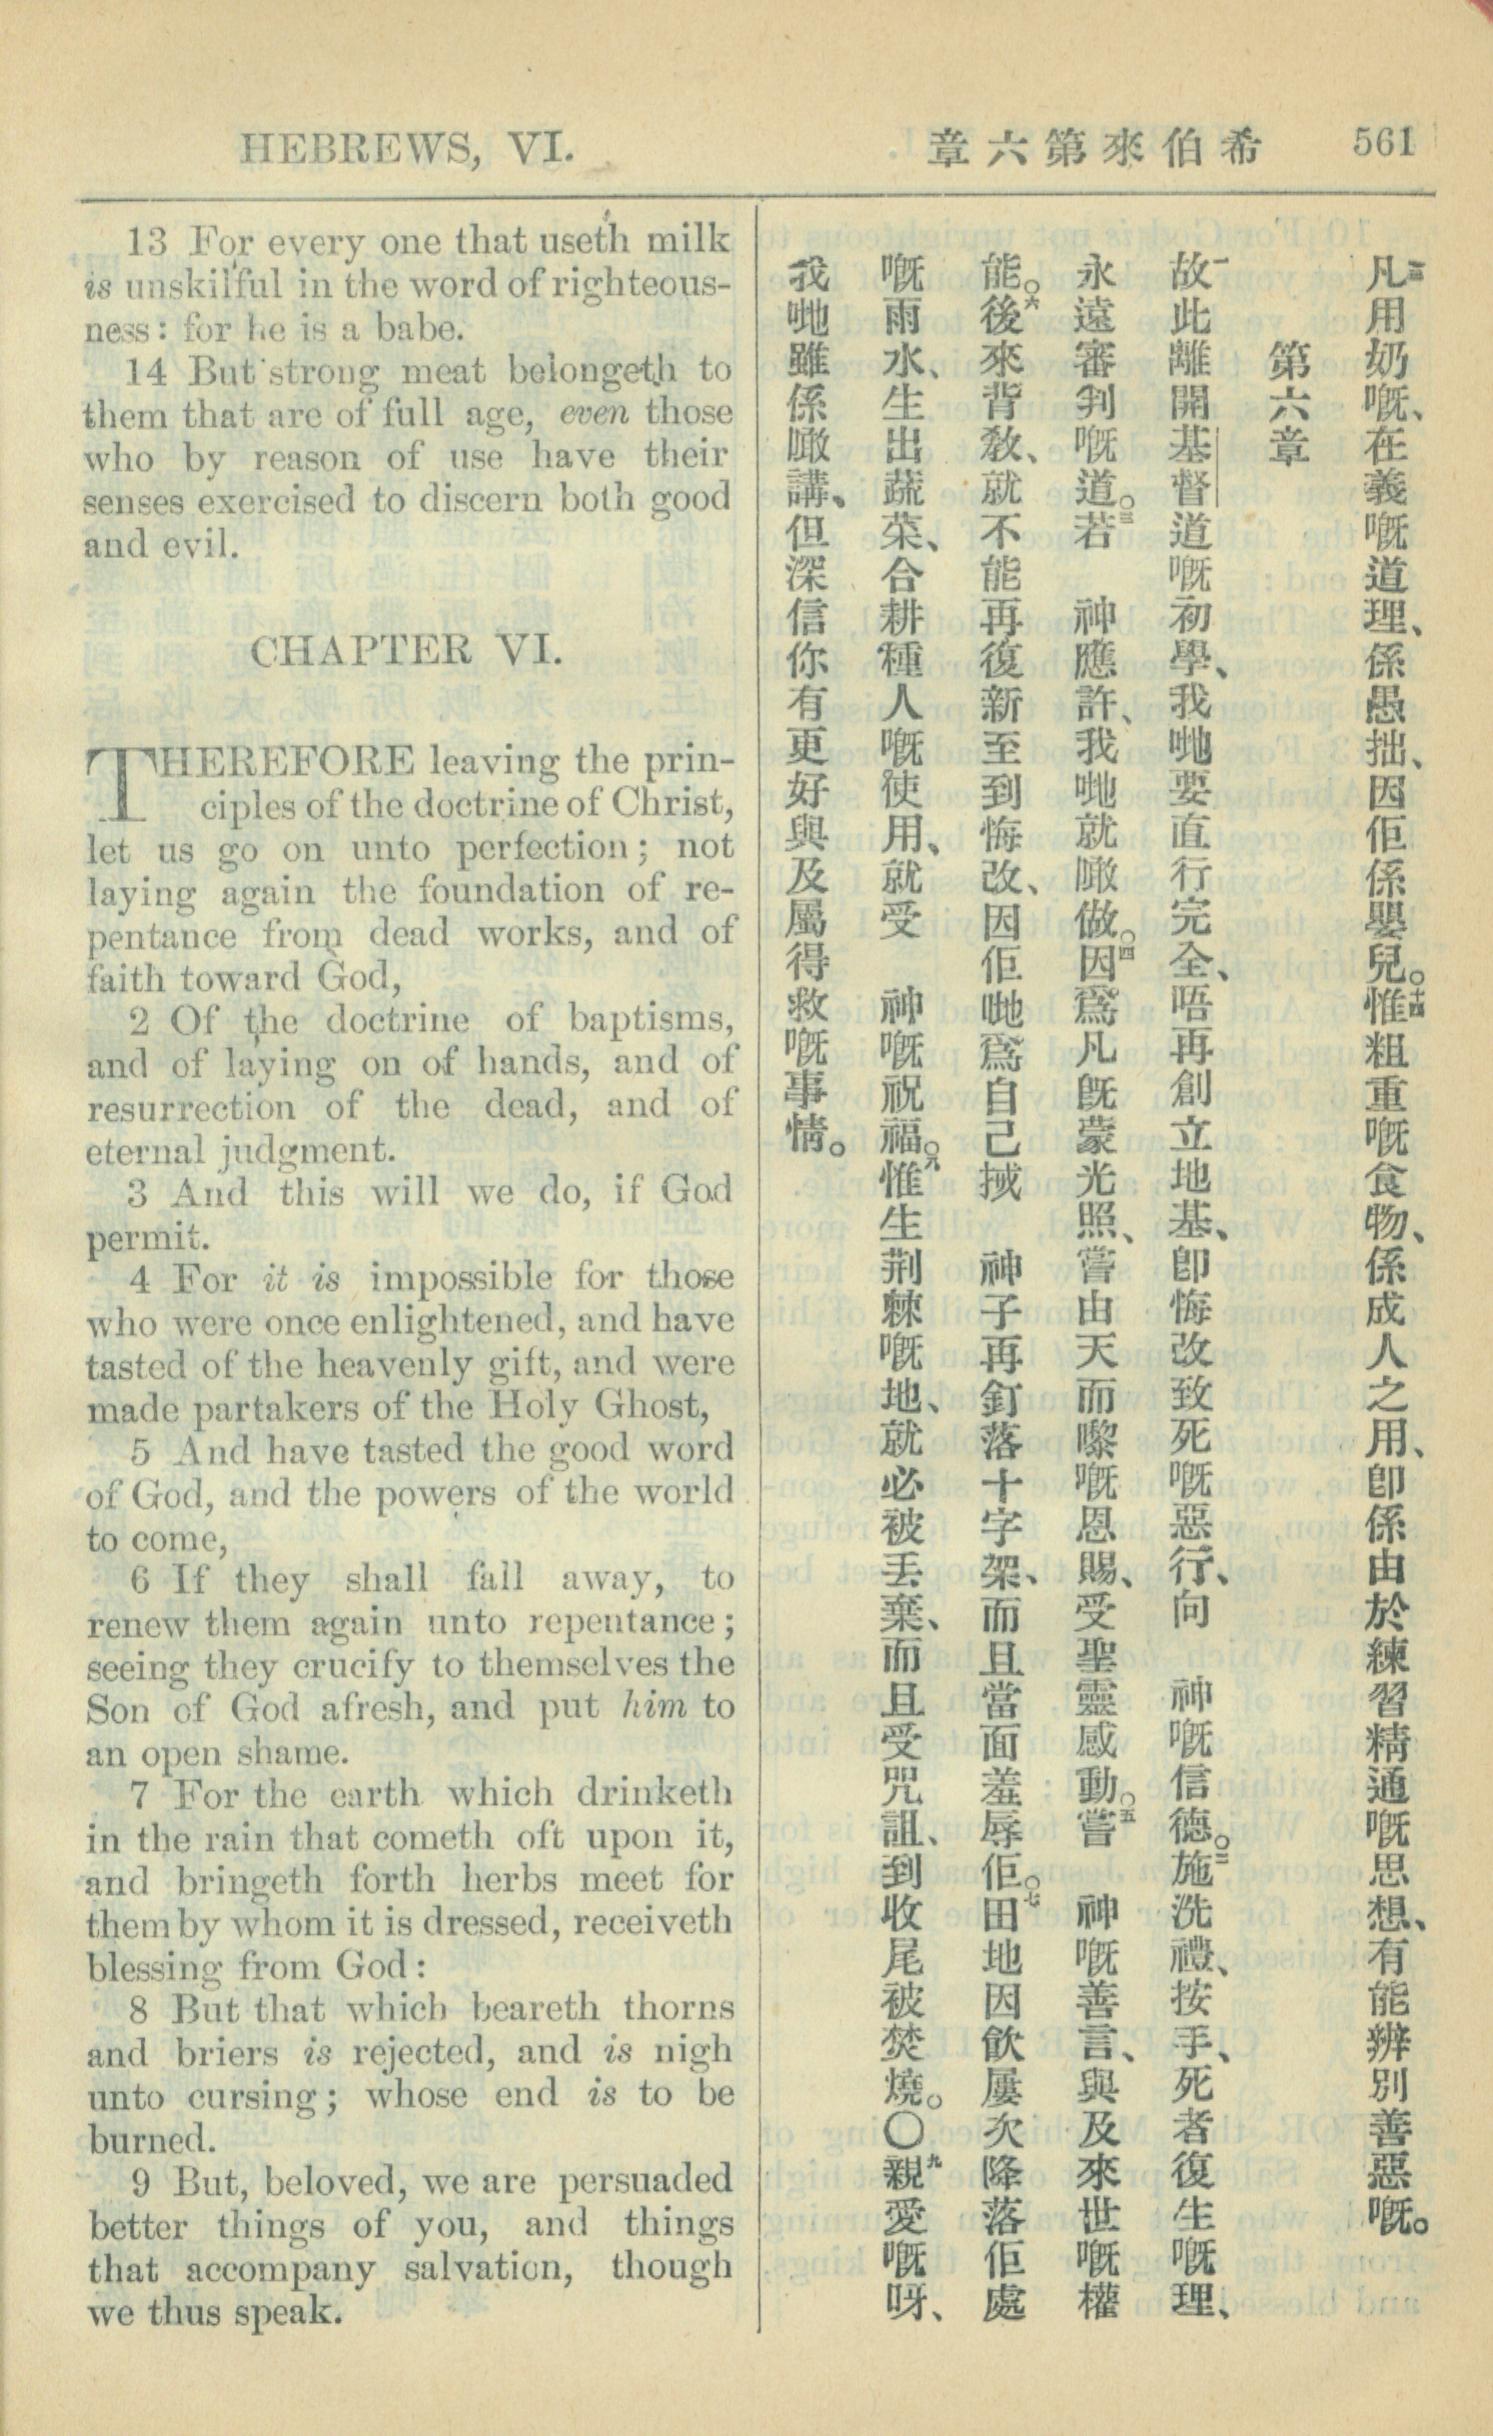 HEBREWS, VI.
章六第來伯希
561
13 For every one that useth milk
is unskilful in the word of righteous-
ness: for he is a babe.
14 But strong meat belongeth to
them that are of full age, even those
who by reason of use have their
senses exercised to discern both good
and evil.
CHAPTER VI.
THEREFORE leaving the prin-
ciples of the doctrine of Christ,
let us go on unto perfection; not
laying again the foundation of re-
pentance from dead works, and of
faith toward God,
2 Of the doctrine of baptisms,
and of laying on of hands, and of
resurrection of the dead, and of
eternal judgment.
3 And this will we do, if God
permit.
4 For it is impossible for those
who were once enlightened, and have
tasted of the heavenly gift, and were
made partakers of the Holy Ghost,
5 And have tasted the good word
of God, and the powers of the world
to come,
6 If they shall fall away, to
renew them again unto repentance;
seeing they crucify to themselves the
Son of God afresh, and put him to
an open shame.
7 For the earth which drinketh
in the rain that cometh oft upon it,
and bringeth forth herbs meet for
them by whom it is dressed, receiveth
blessing from God:
8 But that which beareth thorns
and briers is rejected, and is nigh
unto cursing; whose end is to be
burned.
9 But, beloved, we are persuaded
better things of you, and things
that accompany salvation, though
we thus speak.
十三凡用奶嘅、在義嘅道理、係愚拙、因佢係嬰兒。十四惟粗重嘅食物、係成人之用、卽係由於練習精通嘅思想、有能辨別善惡嘅。
第六章
一故此離開基督道嘅初學、我哋要直行完全、唔再創立地基、卽悔改致死嘅惡行、向 神嘅信德。二施洗禮、按手、死者復生嘅理、
永遠審判嘅道。三若 神應許、我哋就噉做。四因爲凡旣蒙光照、嘗由天而嚟嘅恩賜、受聖靈感動。五嘗 神嘅善言、與及來世嘅權
能。六後來背教、就不能再復新至到悔改、因佢哋爲自己搣 神子再釘落十字架、而且當面羞辱佢。七田地因飲屢次降落佢處
嘅雨水、生出蔬菜、合耕種人嘅使用、就受 神嘅祝福。八惟生荆棘嘅地、就必被丟棄、而且受咒詛、到收尾被焚燒。〇九親愛嘅呀、
我哋雖係噉講、但深信你有更好與及屬得救嘅事情。